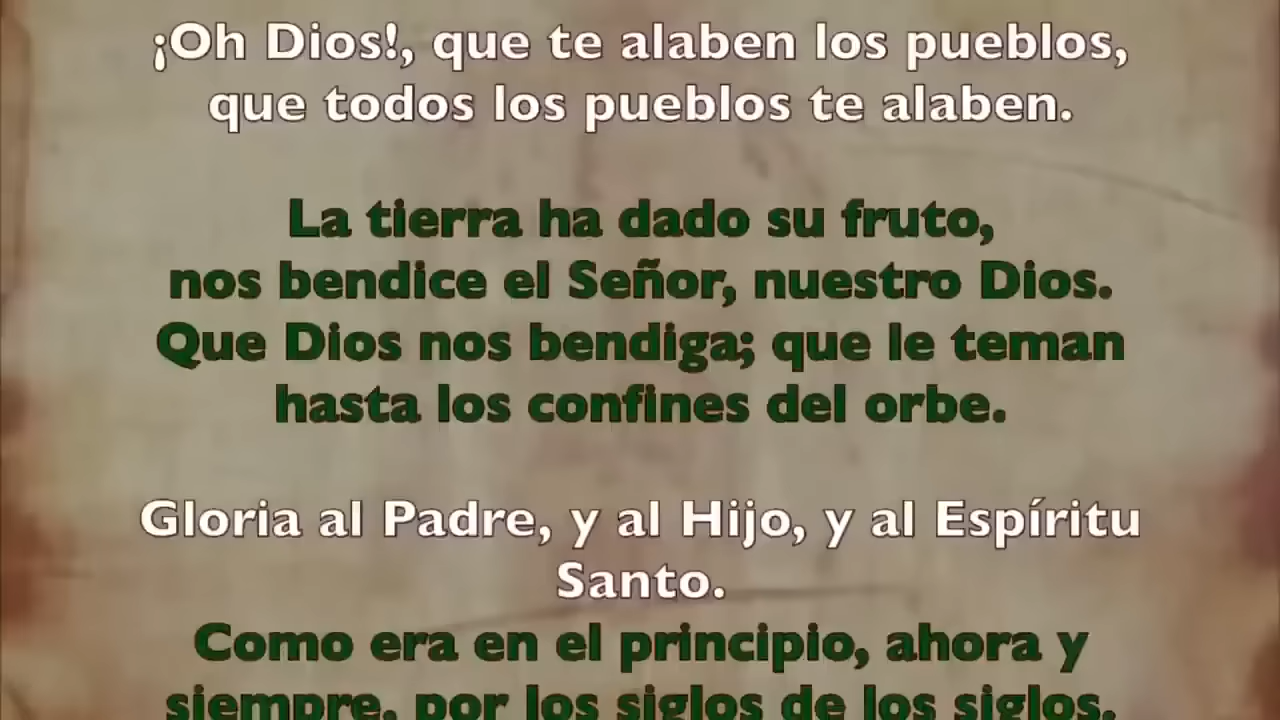 ¡Oh Dios!, que te alaben los pueblos,
que todos los pueblos te alaben.
La tierra ha dado su fruto,
nos bendice el Señor, nuestro Dios.
Que Dios nos bendiga; que le teman
hasta los confines del orbe.
Gloria al Padre, y al Hijo, y al Espíritu
Santo.
Como era en el principio, ahora y
siempre, por los siglos de los siglos.